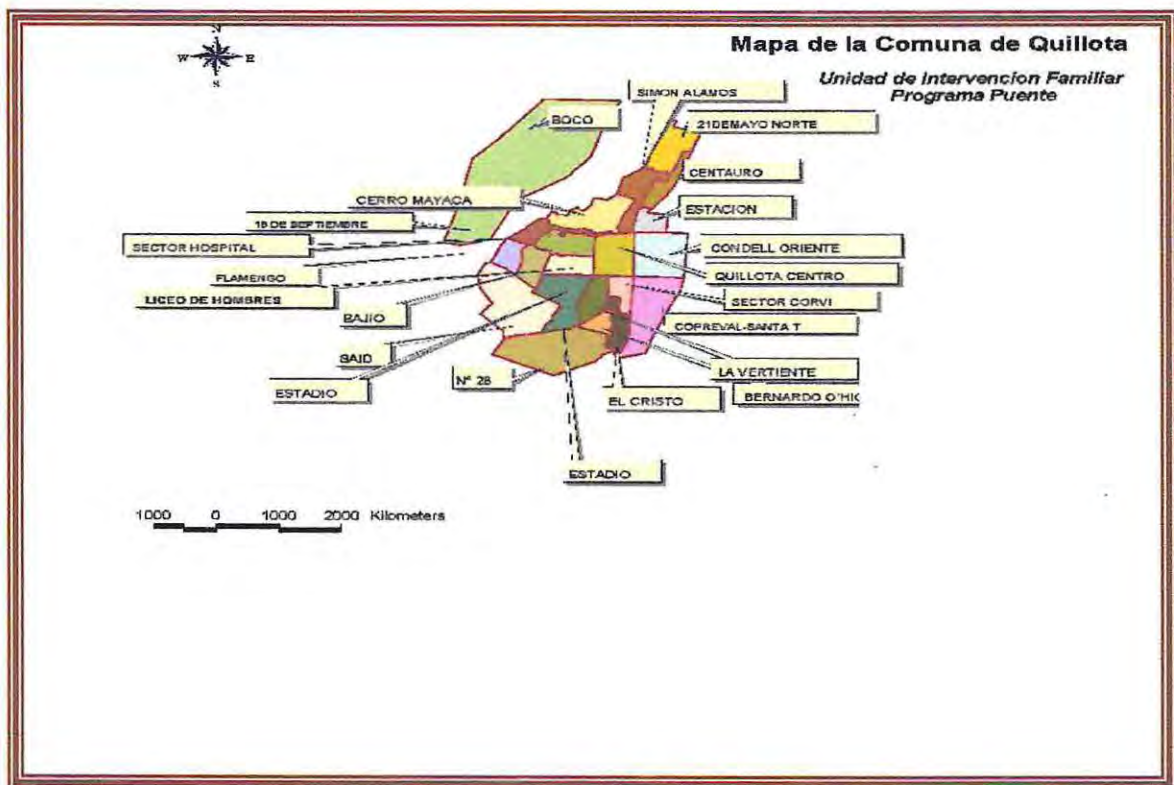 N
W E
S
Mapa de la Comuna de Quillota
Unidad de Intervencion Familiar
Programa Puente
SIMON ALAMOS
BOCO
21DEMAYO NORTE
CENTAURO
CERRO MAYACA
ESTACION
18 DE SEPTIEMBRE
SECTOR HOSPITAL
CONDELL ORIENTE
FLAMENGO
QUILLOTA CENTRO
LICEO DE HOMBRES
SECTOR CORVI
BAJIO
COPREVAL-SANTA T
SAID
LA VERTIENTE
Nº 28
ESTADIO
EL CRISTO
BERNARDO O'HIG
ESTADIO
1000 0 1000 2000 Kilometers